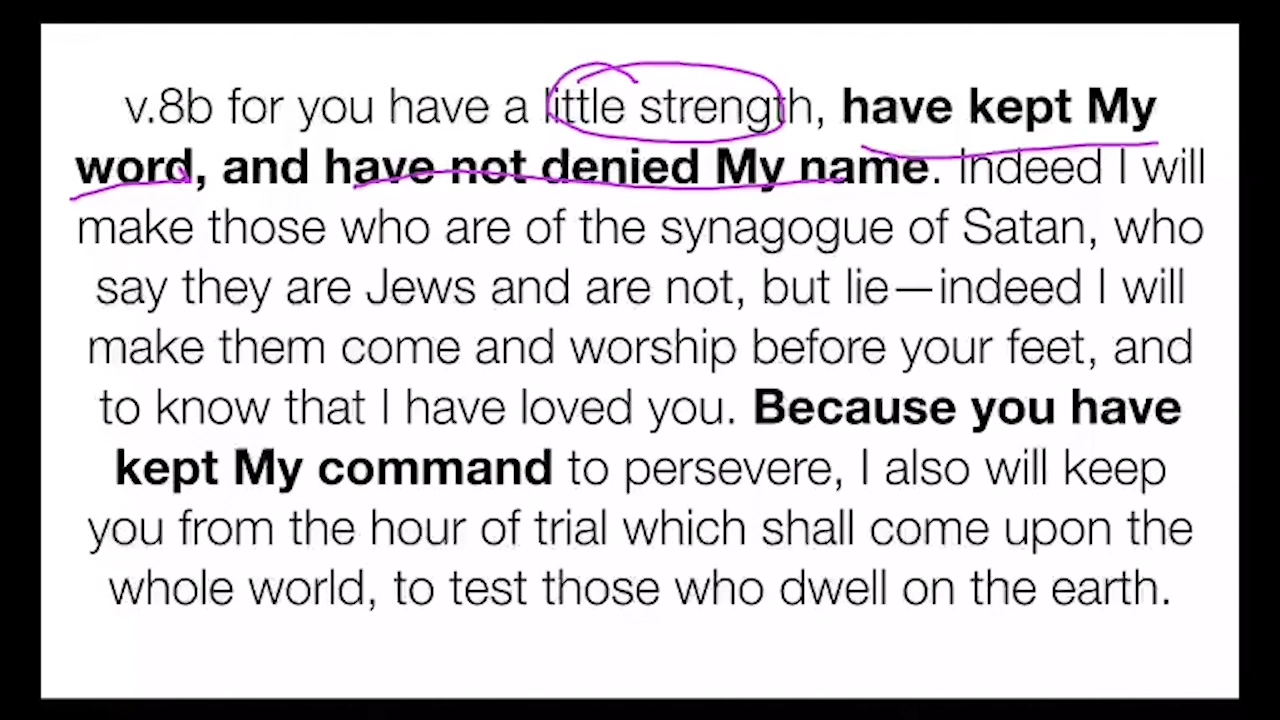 v.8b for you have a little strength, have kept My
word, and have not denied My name. Indeed I will
make those who are of the synagogue of Satan, who
say they are Jews and are not, but lie—indeed I will
make them come and worship before your feet, and
to know that I have loved you. Because you have
kept My command to persevere, I also will keep
you from the hour of trial which shall come upon the
whole world, to test those who dwell on the earth.